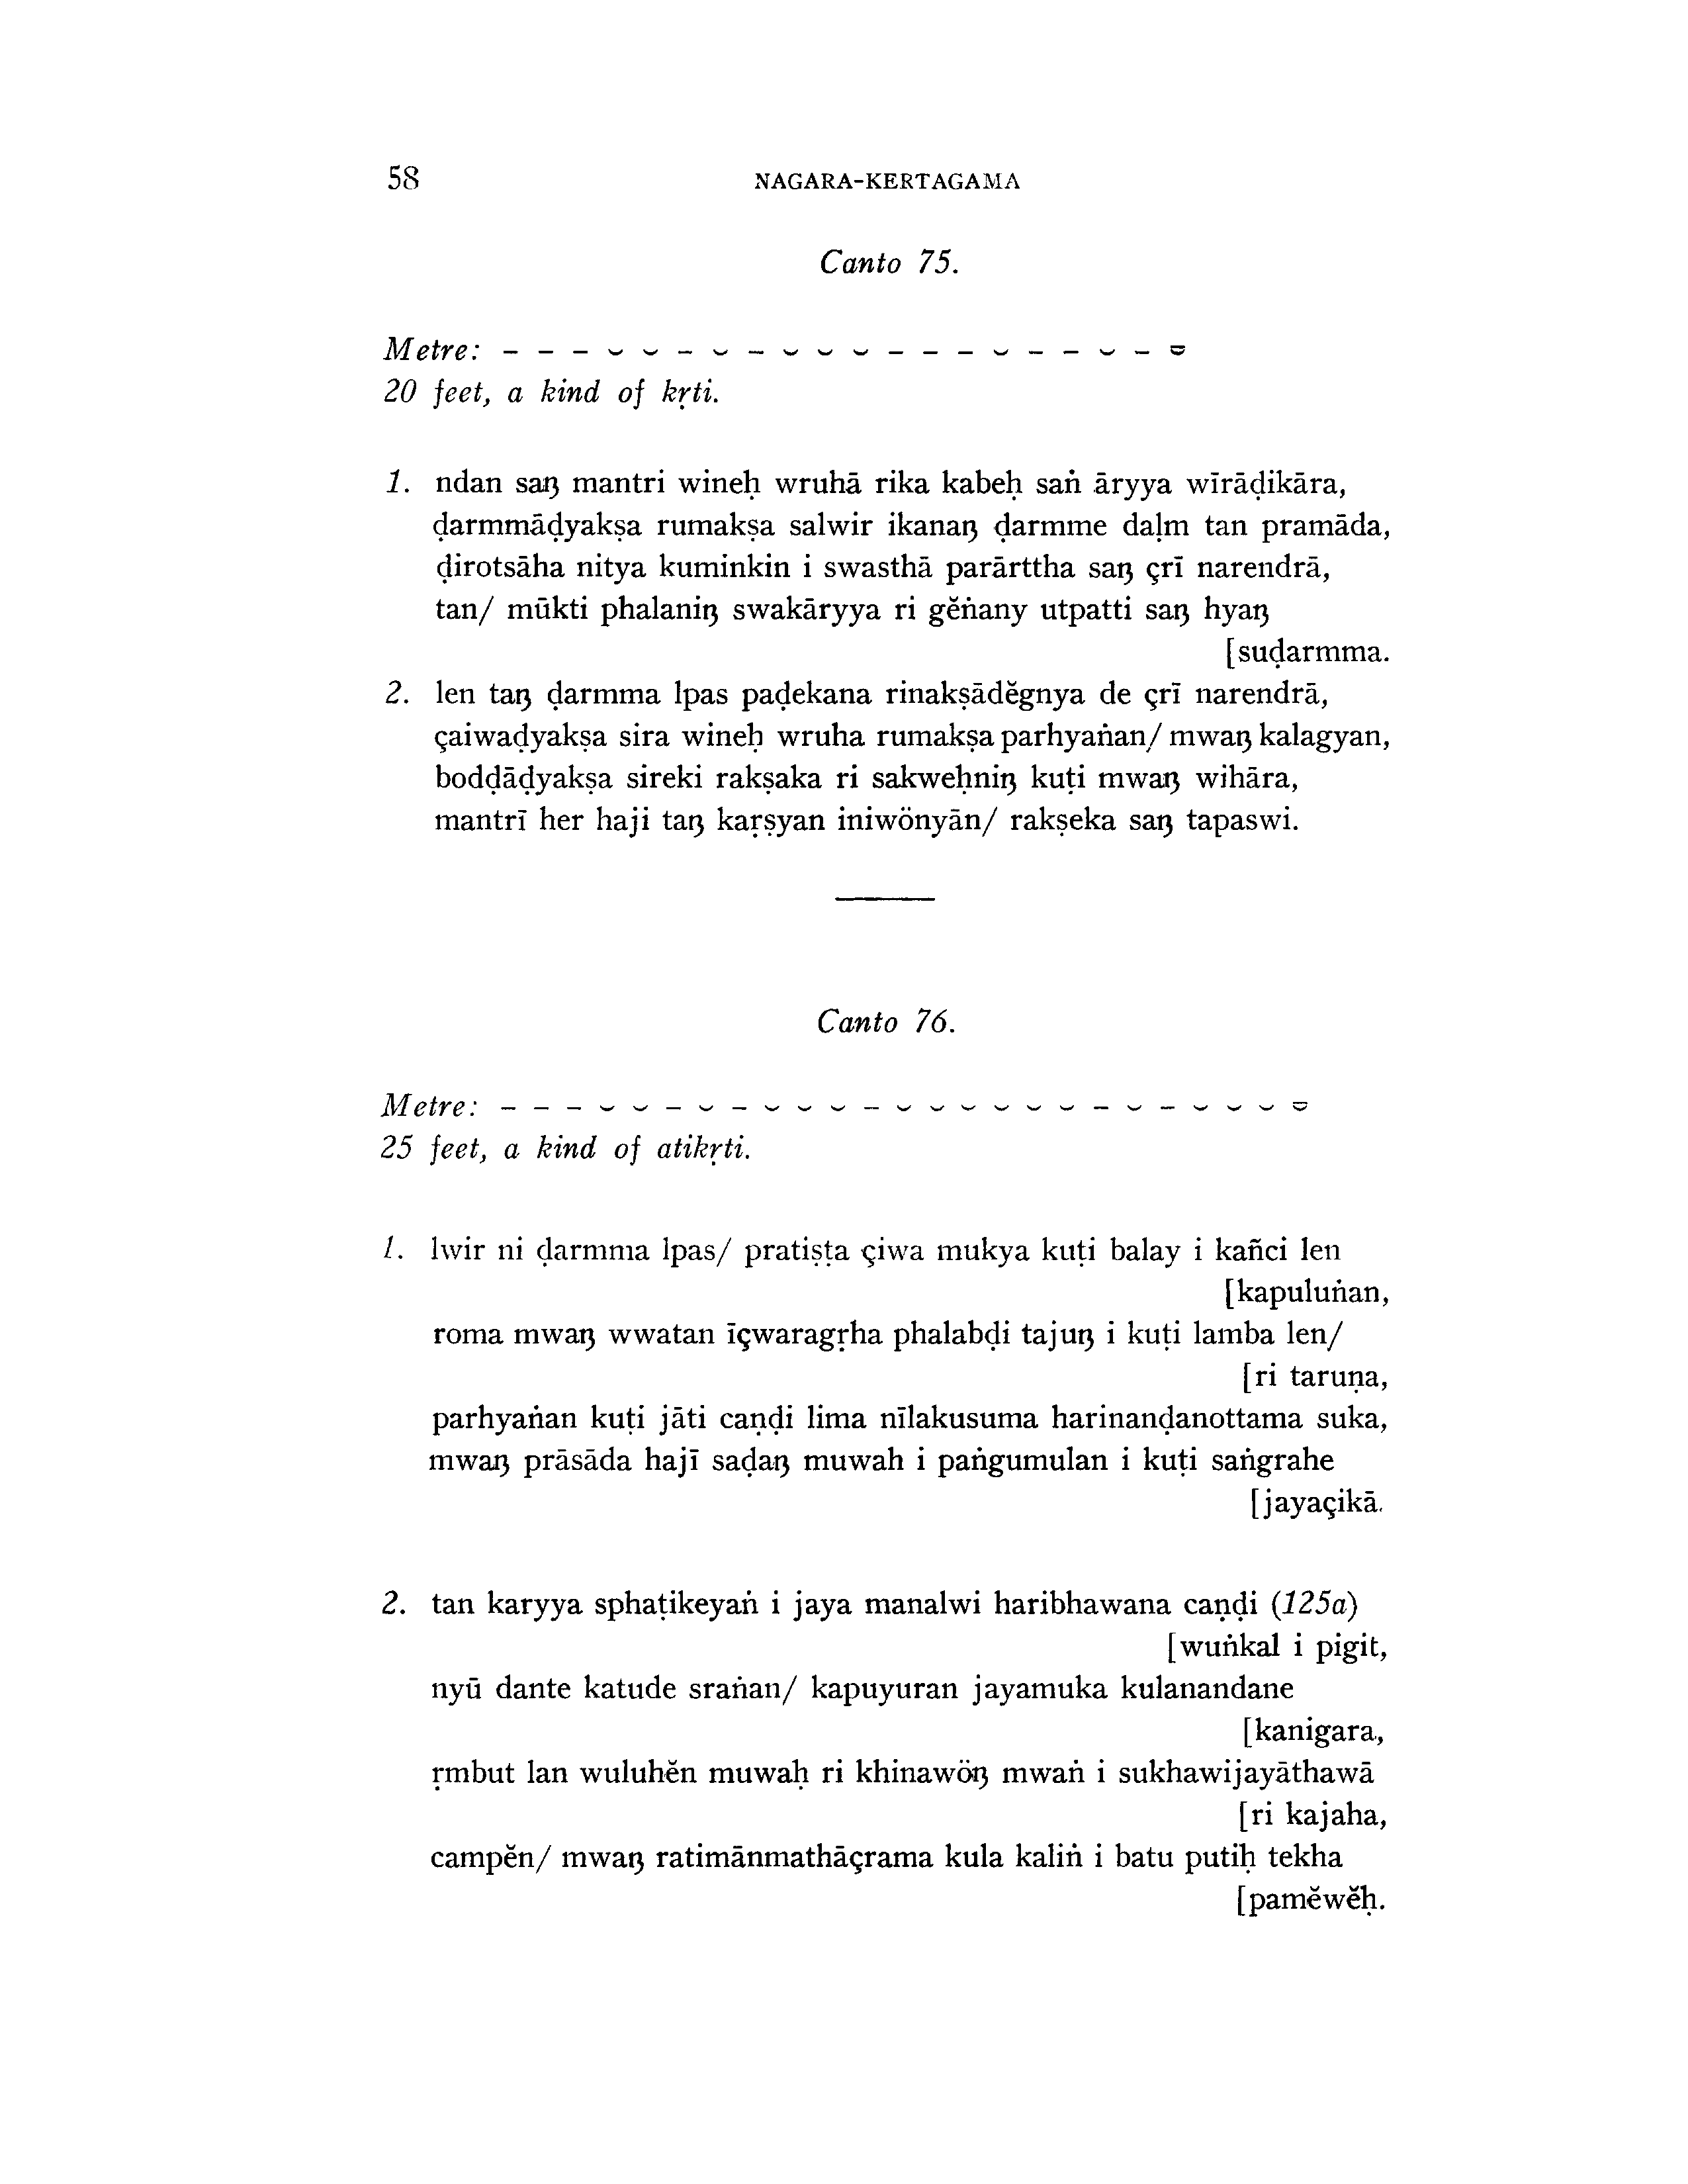 58 NAGARA-KERTAGAMA
Canto 75.
Metre: – – – ⏑ ⏑ – ⏑ – ⏑ ⏑ ⏑ – – – ⏑ – – ⏑ – ⏓
20 feet, a kind of kṛti.
1. ndan saŋ mantri wineḥ wruhā rika kabeḥ saṅ āryya wīrāḍikāra,
ḍarmmāḍyakṣa rumakṣa salwir ikanaŋ ḍarmme daḷm tan pramāda,
ḍirotsāha nitya kuminkin i swasthā parārttha saŋ çrī narendrā,
tan/ mūkti phalaniŋ swakāryya ri gĕṅany utpatti saŋ hyaŋ
[suḍarmma.
2. len taŋ ḍarmma lpas paḍekana rinakṣādĕgnya de çrī narendrā,
çaiwaḍyakṣa sira wineḥ wruha rumakṣa parhyaṅan/ mwaŋ kalagyan,
boḍḍāḍyakṣa sireki rakṣaka ri sakweḥniŋ kuṭi mwaŋ wihāra,
mantrī her haji taŋ kaṛṣyan iniwönyān/ rakṣeka saŋ tapaswi.
Canto 76.
Metre: – – – ⏑ ⏑ – ⏑ – ⏑ ⏑ ⏑ – ⏑ ⏑ ⏑ ⏑ ⏑ ⏑ – ⏑ – ⏑ ⏑ ⏑ ⏓
25 feet, a kind of atikṛti.
1. lwir ni ḍarmma lpas/ pratiṣṭa çiwa mukya kuṭi balay i kañci len
[kapuluṅan,
roma mwaŋ wwatan īçwaragṛha phalabḍi tajuŋ i kuṭi lamba len/
[ri taruṇa,
parhyaṅan kuṭi jāti caṇḍi lima nīlakusuma harinanḍanottama suka,
mwaŋ prāsāda hajī saḍaŋ muwah i paṅgumulan i kuṭi saṅgrahe
[jayaçikā.
2. tan karyya sphaṭikeyaṅ i jaya manalwi haribhawana caṇḍi (125a)
[wuṅkal i pigit,
nyū dante katude sraṅan/ kapuyuran jayamuka kulanandane
[kanigara,
ṛmbut lan wuluhĕn muwaḥ ri khinawöŋ mwaṅ i sukhawijayāthawā
[ri kajaha,
campĕn/ mwaŋ ratimānmathāçrama kula kaliṅ i batu putiḥ tekha
[pamĕwĕḥ.